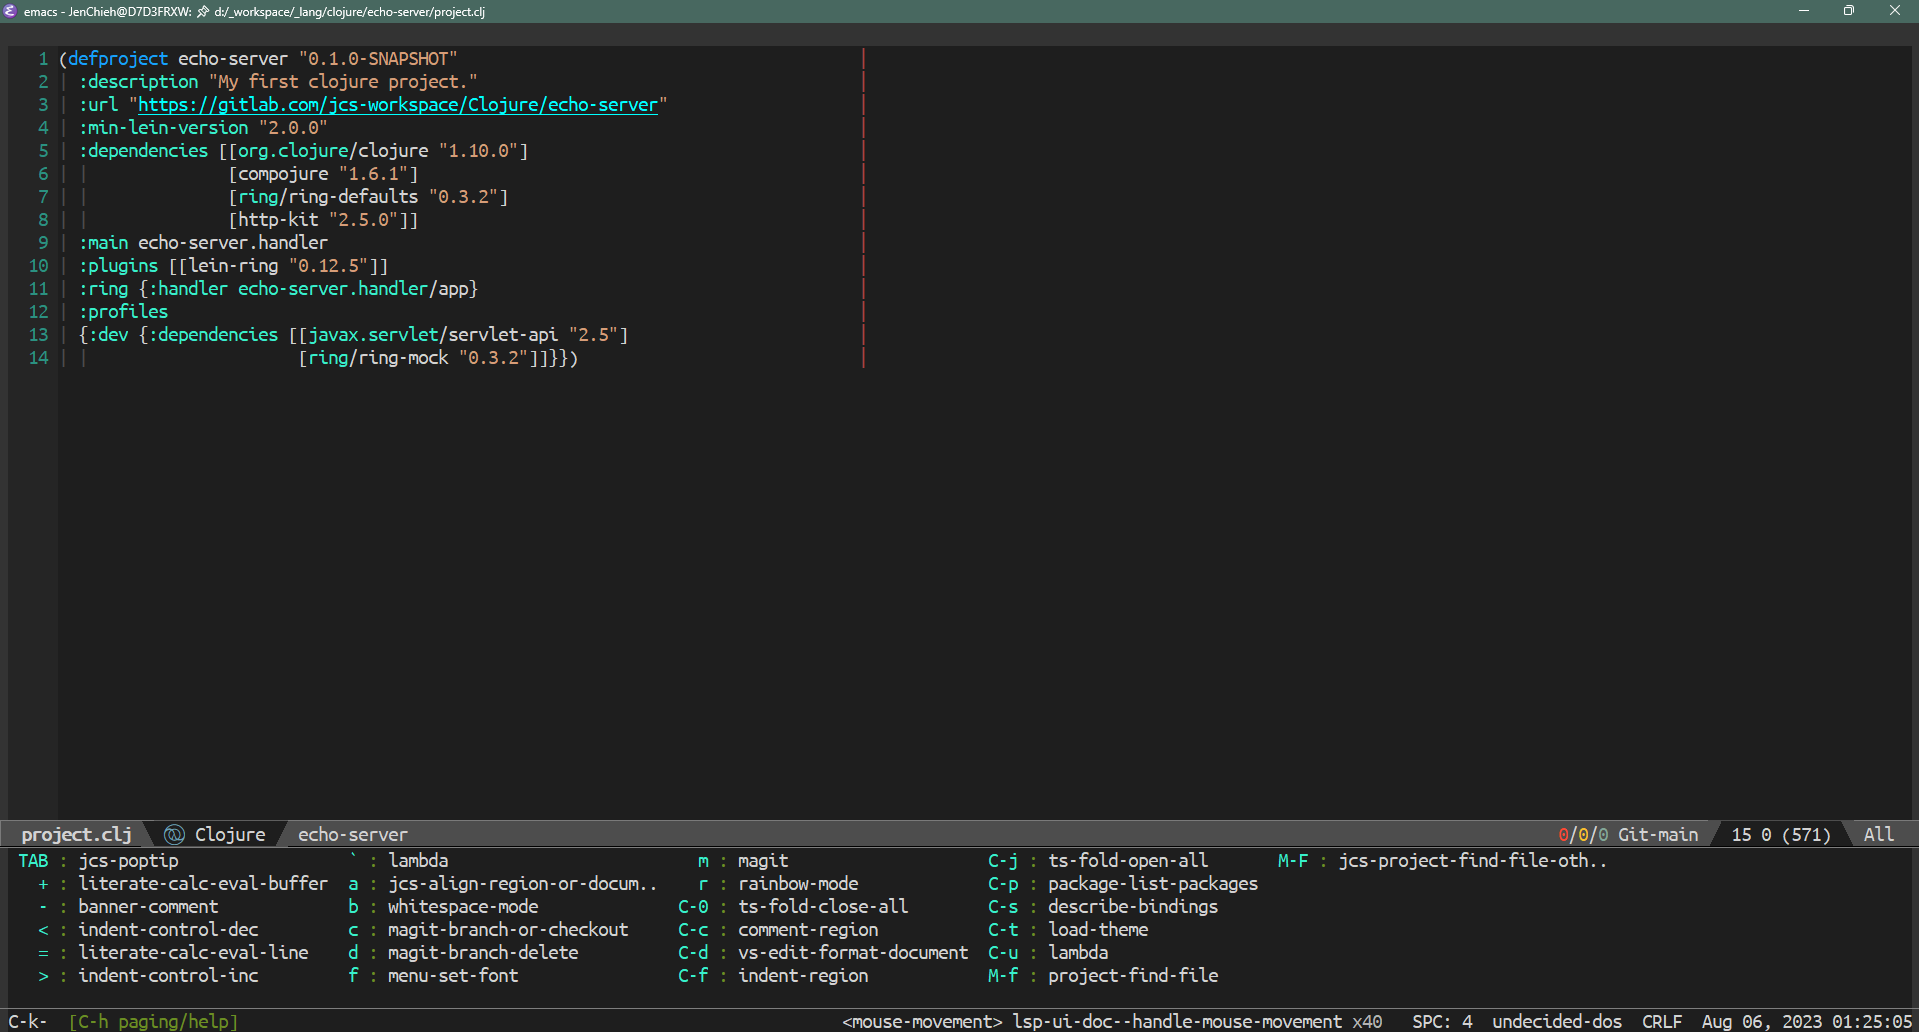 emacs - JenChieh@D7D3FRXW: d:/_workspace/_lang/clojure/echo-server/project.clj
1 (defproject echo-server "0.1.0-SNAPSHOT"
2 :description "My first clojure project."
3 :url "https://gitlab.com/jcs-workspace/Clojure/echo-server"
4 :min-lein-version "2.0.0"
5 :dependencies [[org.clojure/clojure "1.10.0"]
6 [compojure "1.6.1"]
7 [ring/ring-defaults "0.3.2"]
8 [http-kit "2.5.0"]]
9 :main echo-server.handler
10 :plugins [[lein-ring "0.12.5"]]
11 :ring {:handler echo-server.handler/app}
12 :profiles
13 {:dev {:dependencies [[javax.servlet/servlet-api "2.5"]
14 [ring/ring-mock "0.3.2"]]}})
project.clj Clojure echo-server 0/0/0 Git-main 15 0 (571) All
TAB : jcs-poptip ` : lambda m : magit C-j : ts-fold-open-all M-F : jcs-project-find-file-oth..
+ : literate-calc-eval-buffer a : jcs-align-region-or-docum.. r : rainbow-mode C-p : package-list-packages
- : banner-comment b : whitespace-mode C-0 : ts-fold-close-all C-s : describe-bindings
< : indent-control-dec c : magit-branch-or-checkout C-c : comment-region C-t : load-theme
= : literate-calc-eval-line d : magit-branch-delete C-d : vs-edit-format-document C-u : lambda
> : indent-control-inc f : menu-set-font C-f : indent-region M-f : project-find-file
C-k- [C-h paging/help] <mouse-movement> lsp-ui-doc--handle-mouse-movement x40 SPC: 4 undecided-dos CRLF Aug 06, 2023 01:25:05